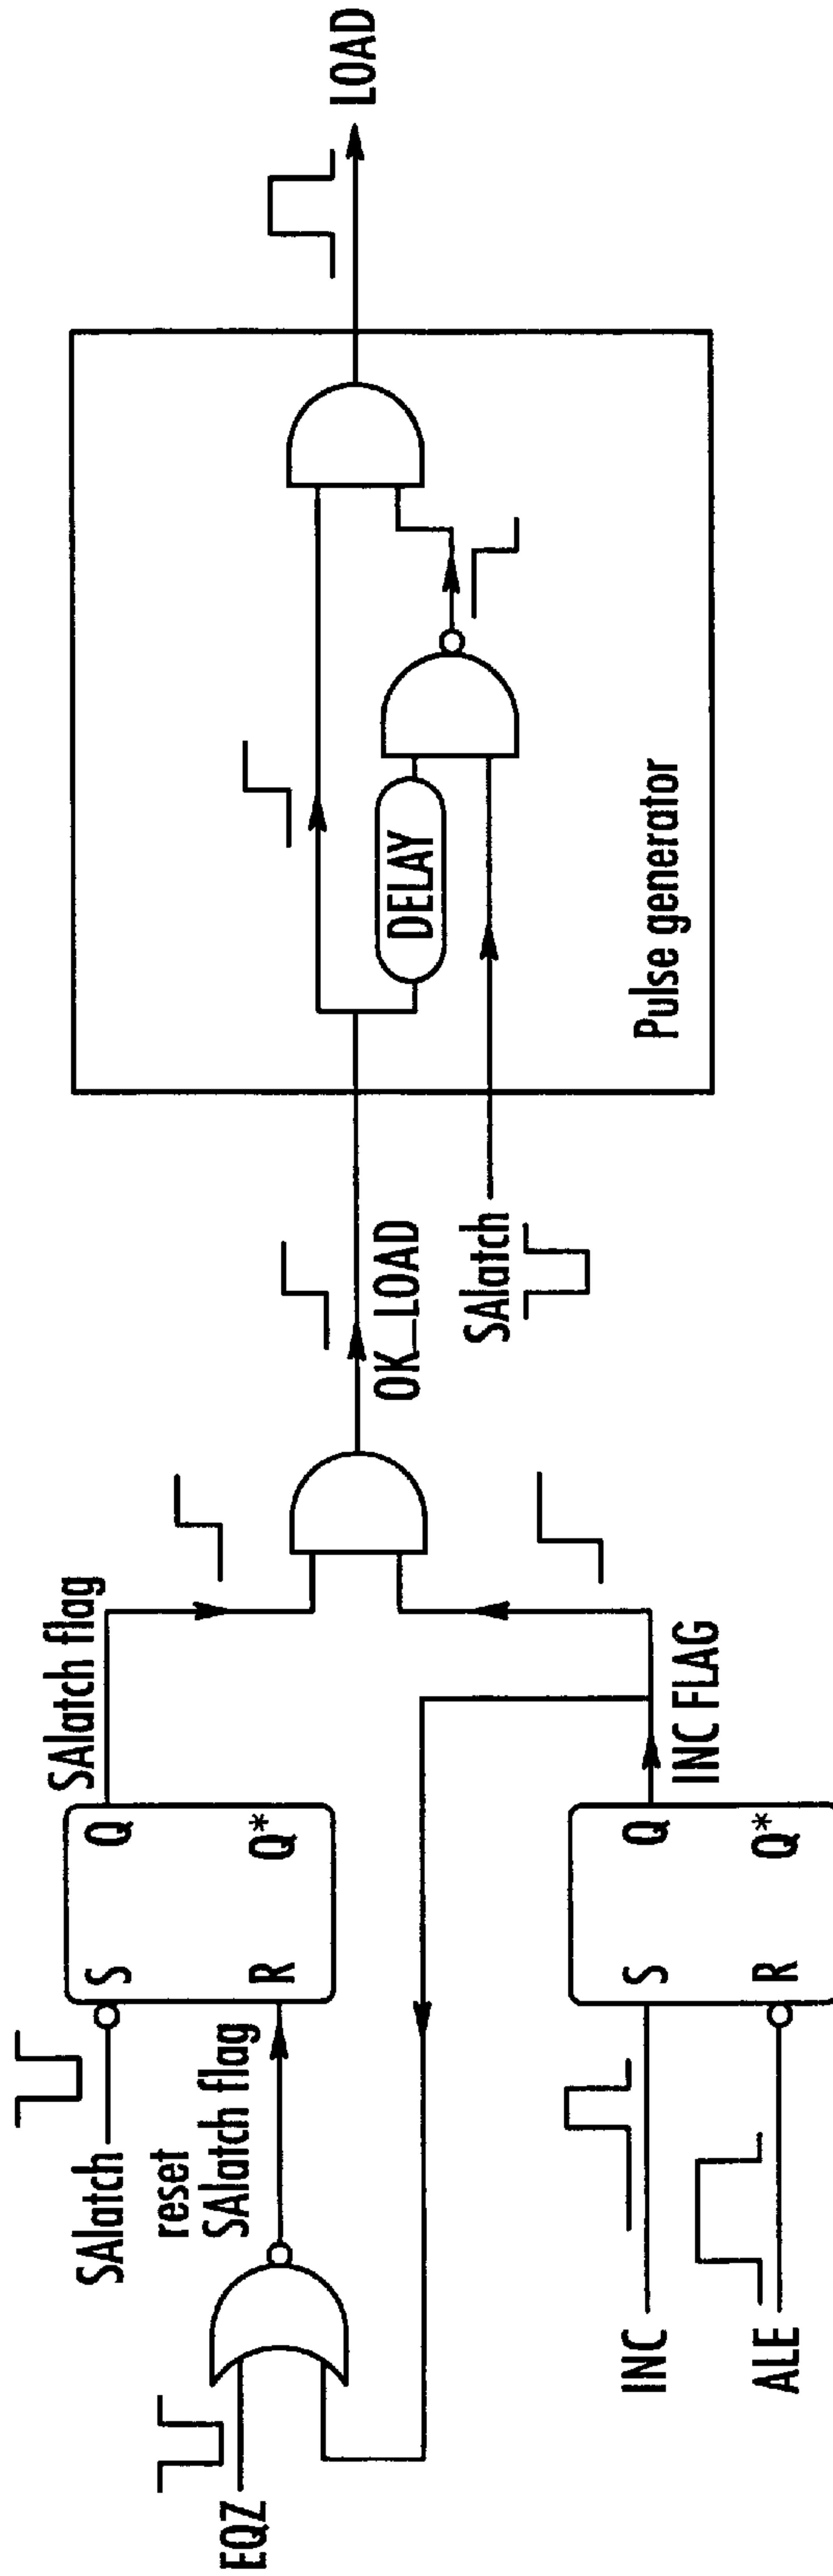 SAlatch
S
Q
SAlatch flag
reset
SAlatch flag
R
Q*
EQZ
INC
S
Q
INC FLAG
ALE
R
Q*
OK_LOAD
SAlatch
DELAY
Pulse generator
LOAD